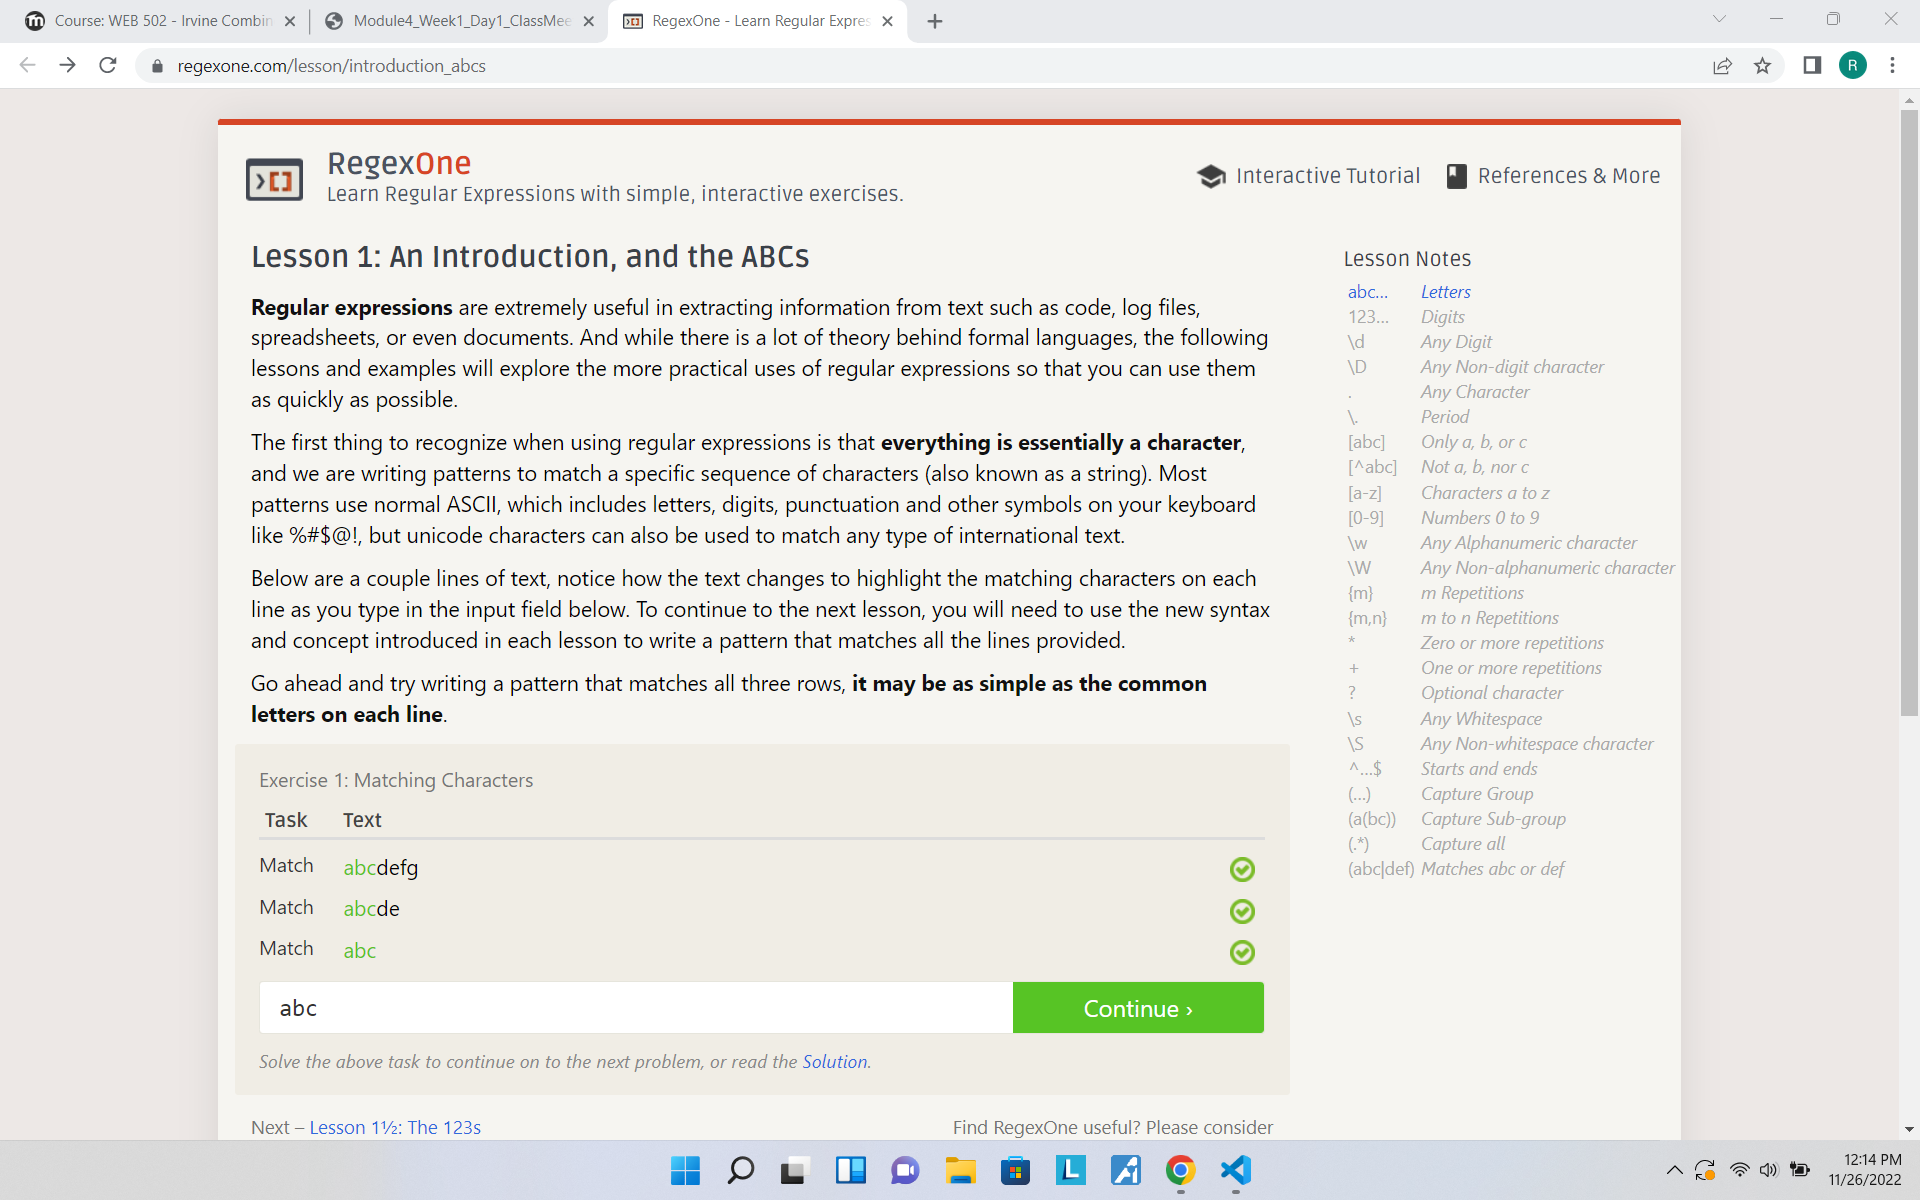 Course: WEB 502 - Irvine Combin
Module4_Week1_Day1_ClassMee
RegexOne - Learn Regular Expres
regexone.com/lesson/introduction_abcs
R
RegexOne
Learn Regular Expressions with simple, interactive exercises.
Interactive Tutorial
References & More
Lesson 1: An Introduction, and the ABCs
Regular expressions are extremely useful in extracting information from text such as code, log files,
spreadsheets, or even documents. And while there is a lot of theory behind formal languages, the following
lessons and examples will explore the more practical uses of regular expressions so that you can use them
as quickly as possible.
The first thing to recognize when using regular expressions is that everything is essentially a character,
and we are writing patterns to match a specific sequence of characters (also known as a string). Most
patterns use normal ASCII, which includes letters, digits, punctuation and other symbols on your keyboard
like %#$@!, but unicode characters can also be used to match any type of international text.
Below are a couple lines of text, notice how the text changes to highlight the matching characters on each
line as you type in the input field below. To continue to the next lesson, you will need to use the new syntax
and concept introduced in each lesson to write a pattern that matches all the lines provided.
Go ahead and try writing a pattern that matches all three rows, it may be as simple as the common
letters on each line.
Exercise 1: Matching Characters
Task Text
Match abcdefg
Match abcde
Match abc
abc
Continue ›
Solve the above task to continue on to the next problem, or read the Solution.
Next – Lesson 1½: The 123s
Find RegexOne useful? Please consider
Lesson Notes
abc… Letters
123… Digits
\d Any Digit
\D Any Non-digit character
. Any Character
\. Period
[abc] Only a, b, or c
[^abc] Not a, b, nor c
[a-z] Characters a to z
[0-9] Numbers 0 to 9
\w Any Alphanumeric character
\W Any Non-alphanumeric character
{m} m Repetitions
{m,n} m to n Repetitions
* Zero or more repetitions
+ One or more repetitions
? Optional character
\s Any Whitespace
\S Any Non-whitespace character
^…$ Starts and ends
(…) Capture Group
(a(bc)) Capture Sub-group
(.*) Capture all
(abc|def) Matches abc or def
12:14 PM
11/26/2022